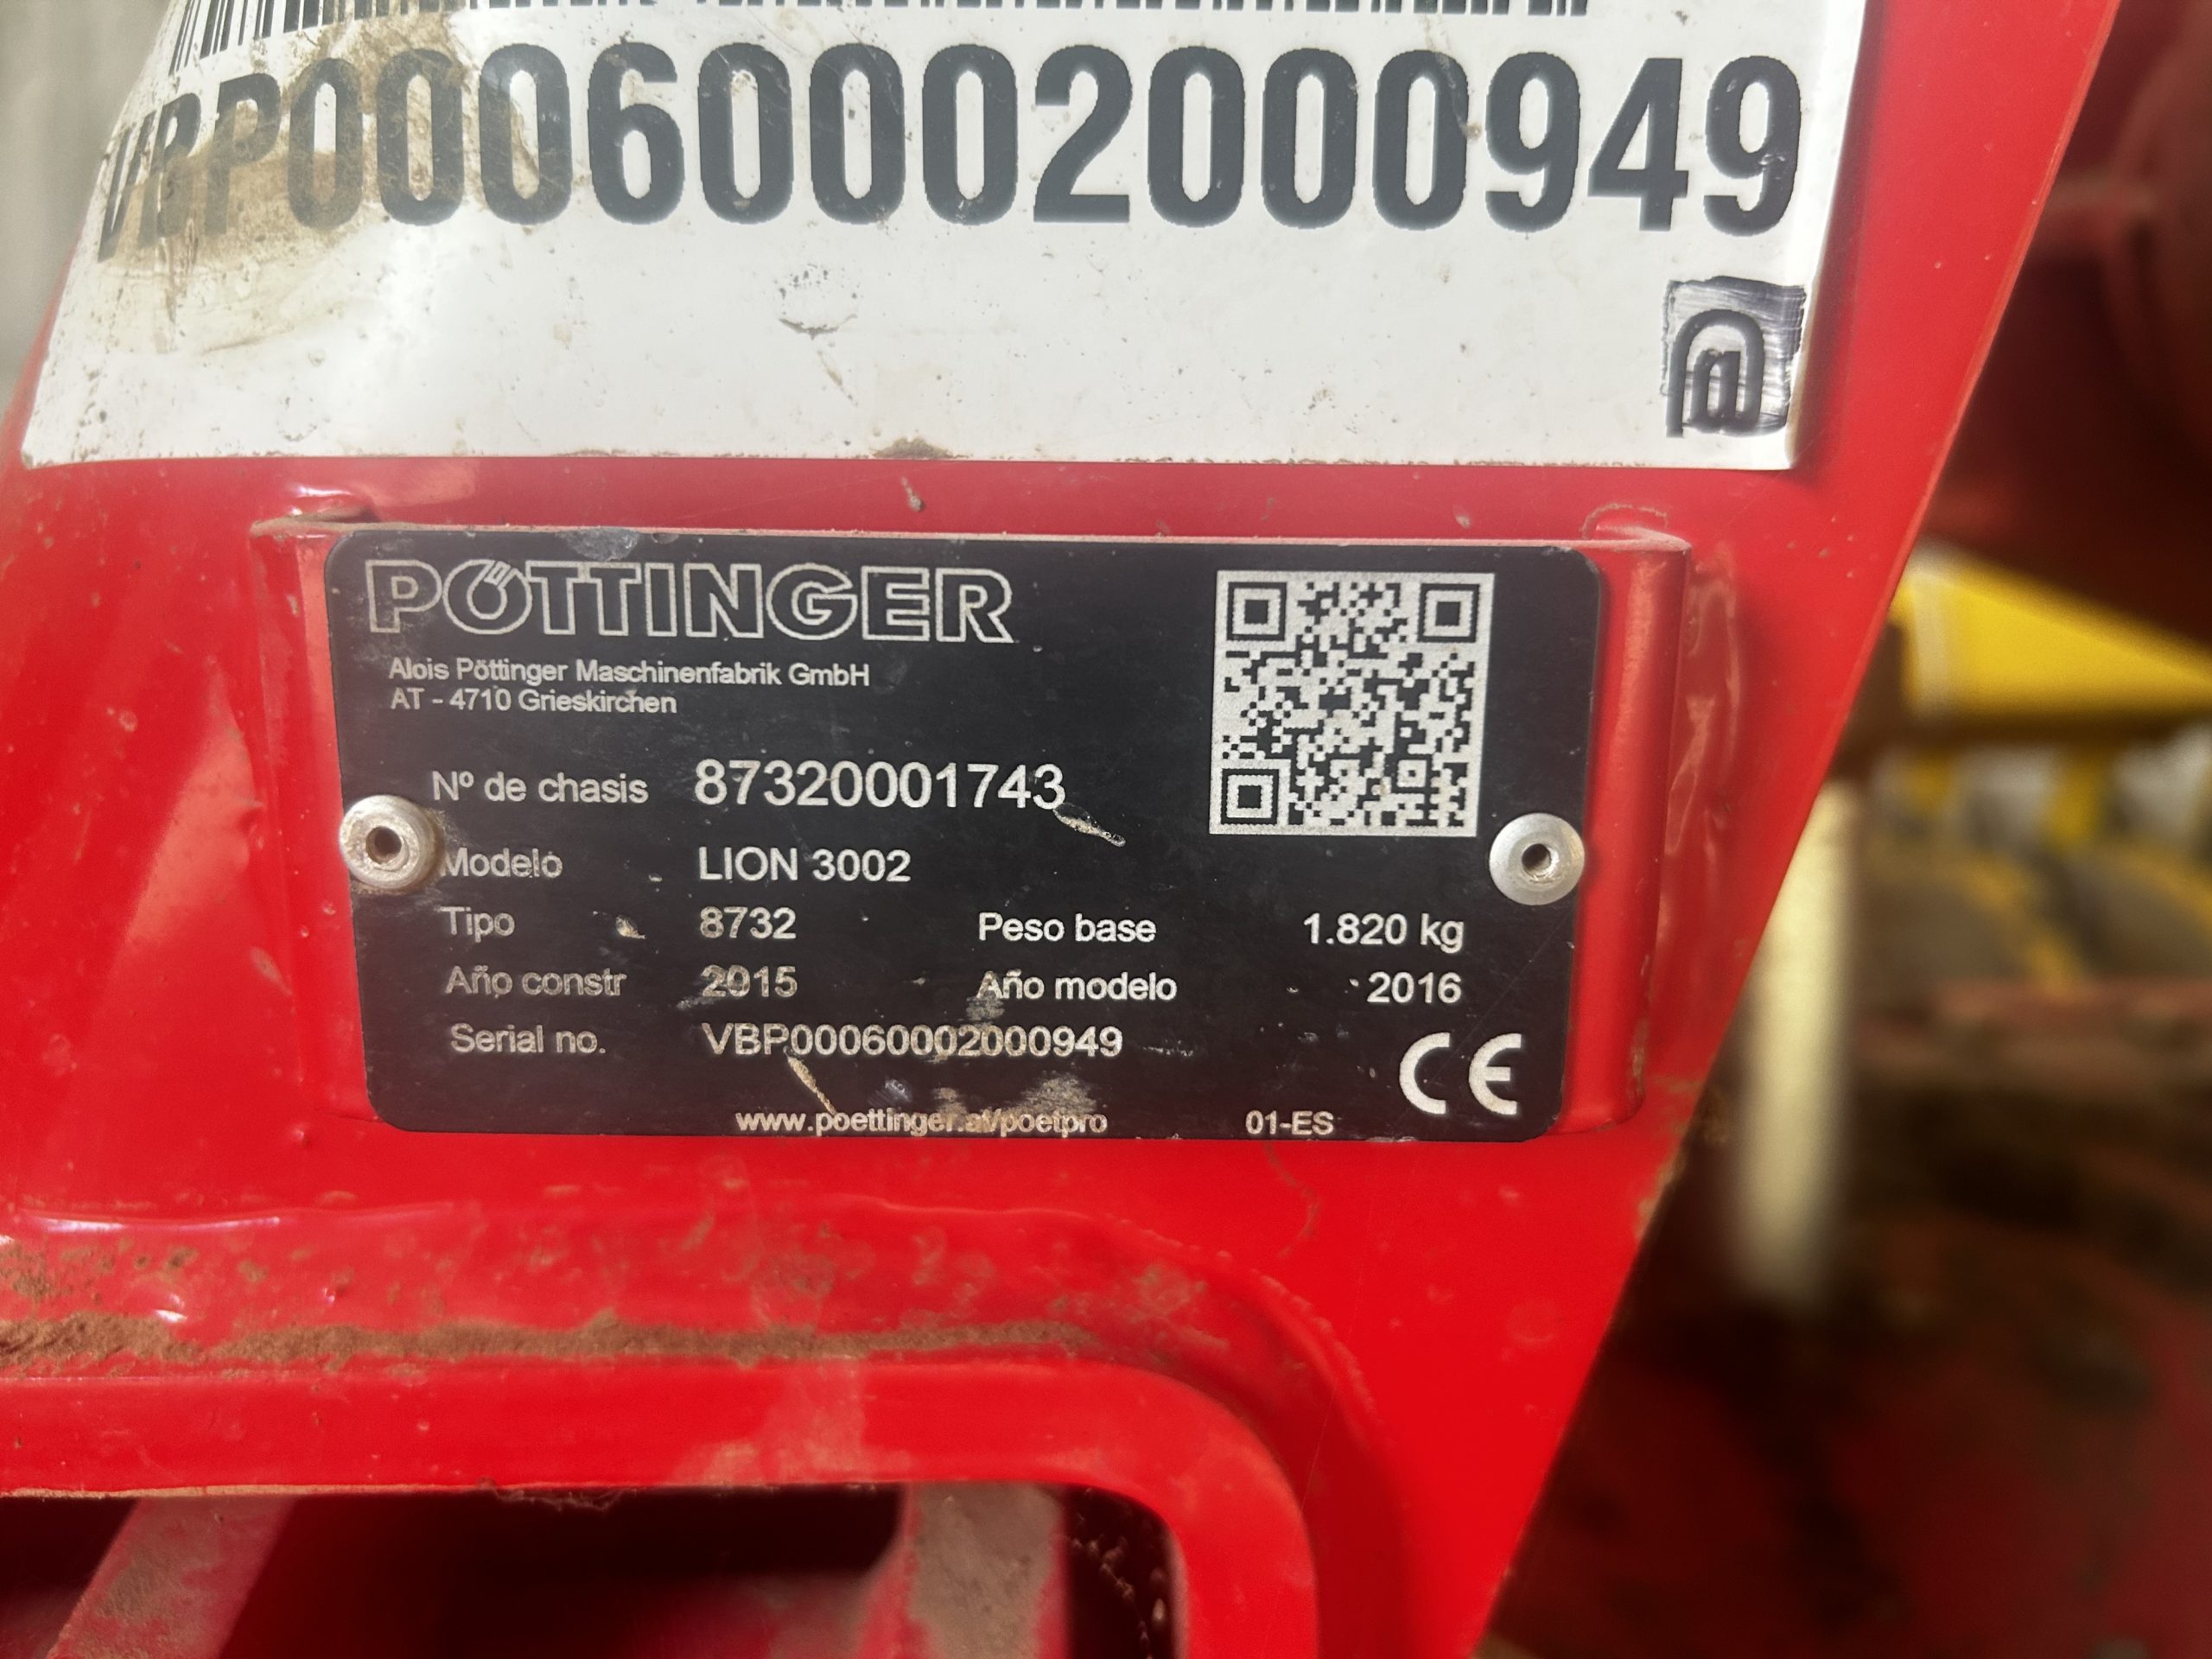 VBP00060002000949
@
PÖTTINGER
Alois Pöttinger Maschinenfabrik GmbH
AT - 4710 Grieskirchen
Nº de chasis 87320001743
Modelo LION 3002
Tipo 8732 Peso base 1.820 kg
Año constr 2015 Año modelo 2016
Serial no. VBP00060002000949
CE
www.poettinger.at/poetpro 01-ES